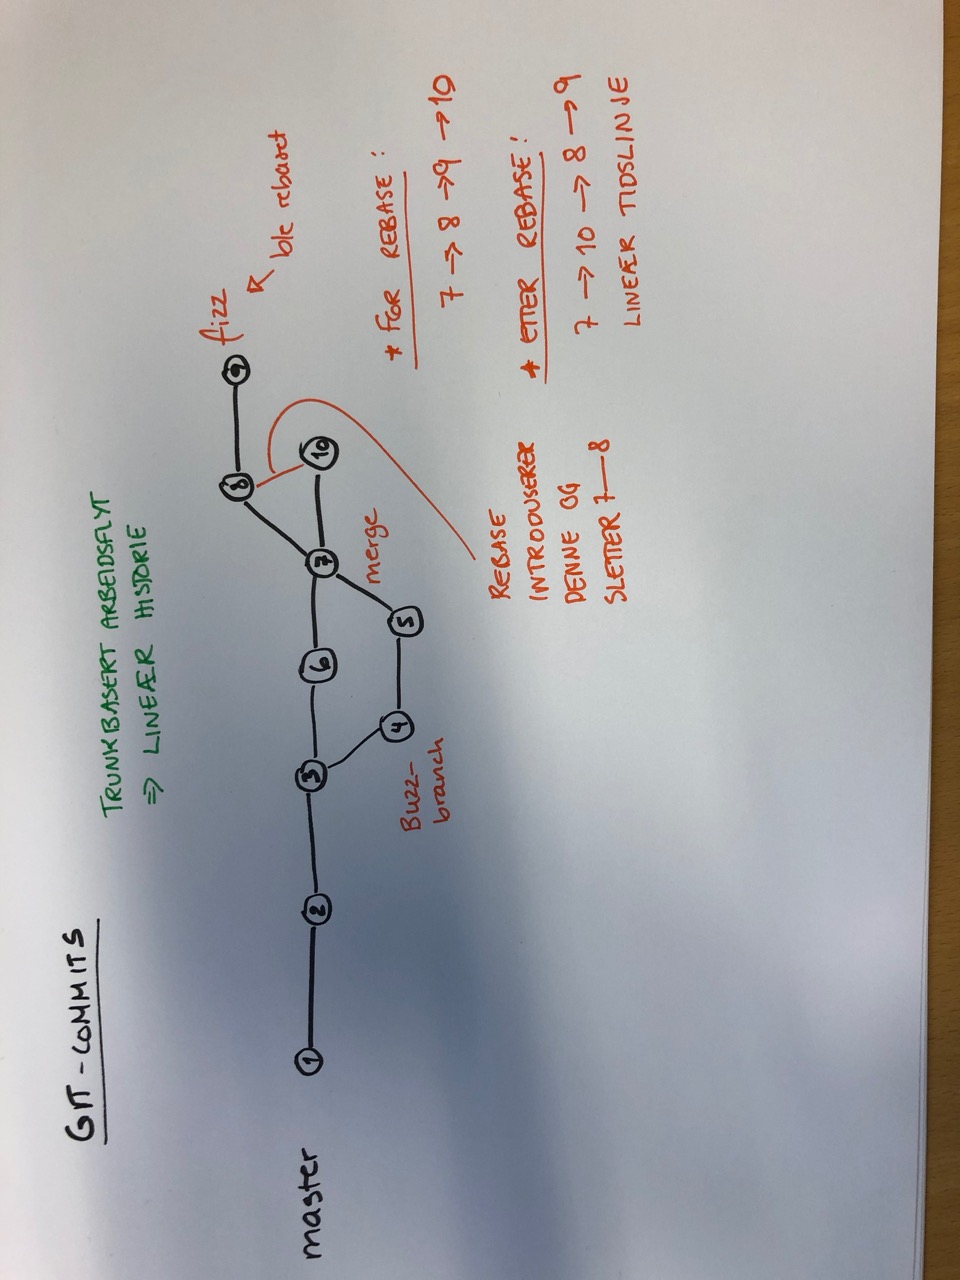 GIT-COMMITS
TRUNKBASERT ARBEIDSFLYT
⇒ LINEÆR HISTORIE
master
1
2
3
6
7
10
8
9
fizz
ble rebaset
4
5
Buzz-
branch
merge
REBASE
INTRODUSERER
DENNE OG
SLETTER 7—8
* FØR REBASE:
7 → 8 → 9 → 10
* ETTER REBASE:
7 → 10 → 8 → 9
LINEÆR TIDSLINJE